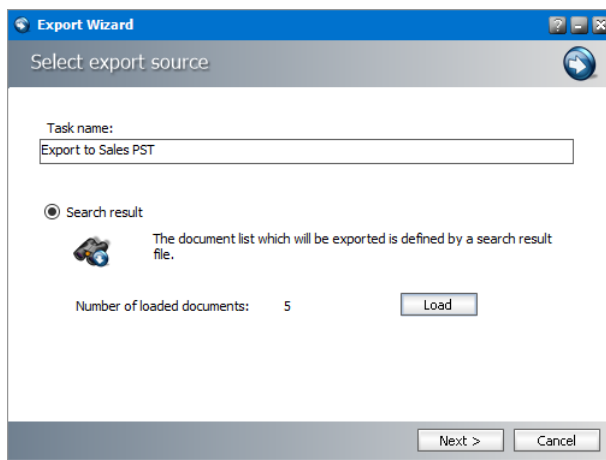 Export Wizard
Select export source
Task name:
Export to Sales PST
Search result
The document list which will be exported is defined by a search result
file.
Number of loaded documents: 5 Load
Next > Cancel